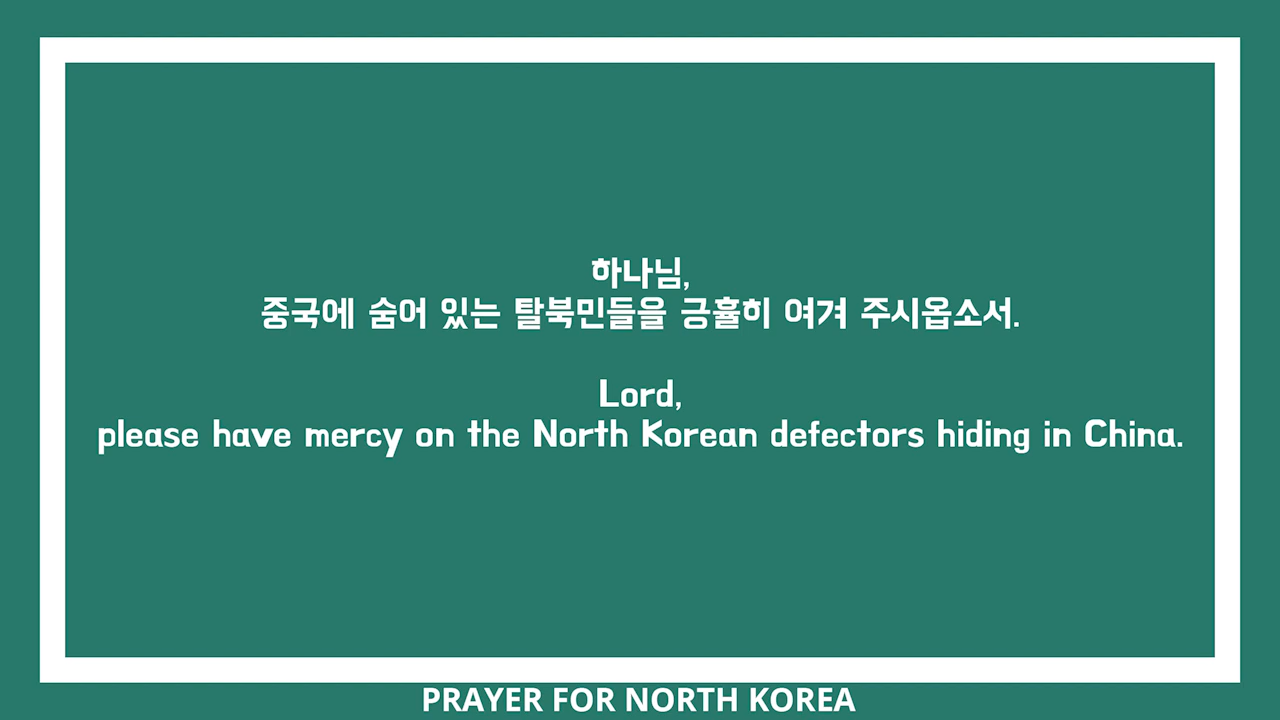 하나님,
중국에 숨어 있는 탈북민들을 긍휼히 여겨 주시옵소서.
Lord,
please have mercy on the North Korean defectors hiding in China.
PRAYER FOR NORTH KOREA